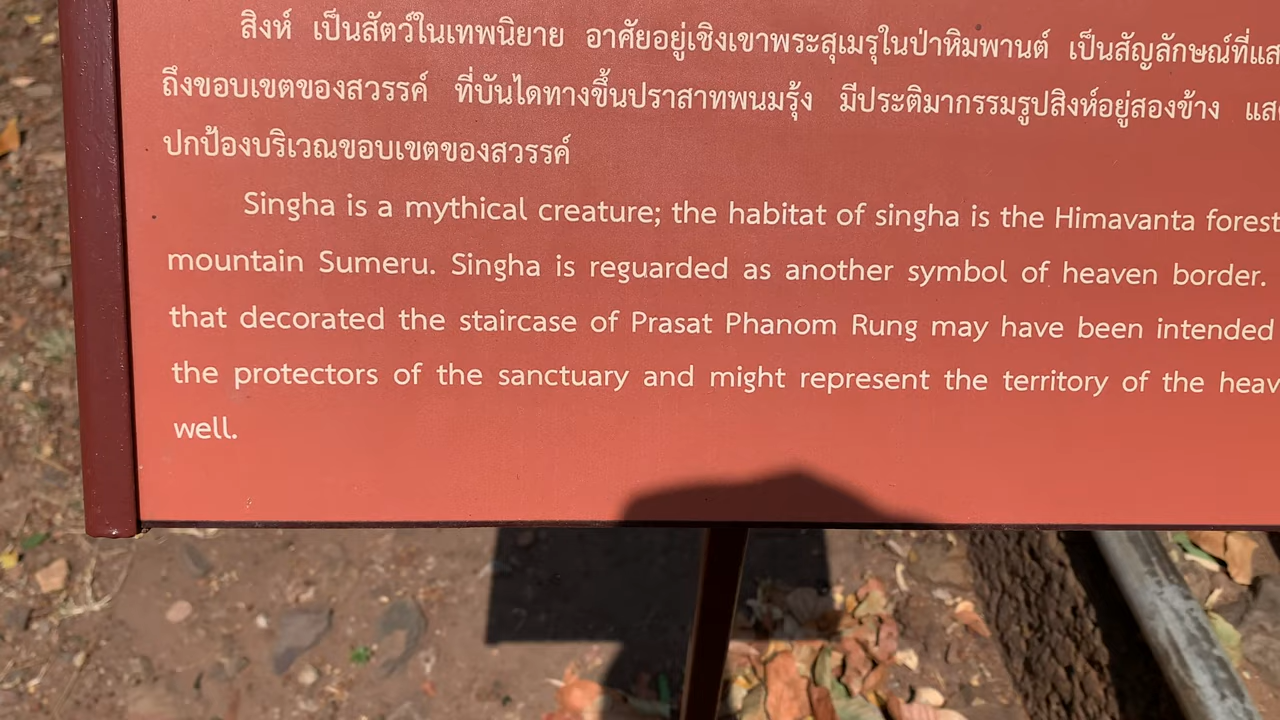 สิงห์ เป็นสัตว์ในเทพนิยาย อาศัยอยู่เชิงเขาพระสุเมรุในป่าหิมพานต์ เป็นสัญลักษณ์ที่
ถึงขอบเขตของสวรรค์ ที่บันไดทางขึ้นปราสาทพนมรุ้ง มีประติมากรรมรูปสิงห์อยู่สองข้าง
ปกป้องบริเวณขอบเขตของสวรรค์
Singha is a mythical creature; the habitat of singha is the Himavanta forest
mountain Sumeru. Singha is reguarded as another symbol of heaven border.
that decorated the staircase of Prasat Phanom Rung may have been intended
the protectors of the sanctuary and might represent the territory of the
well.